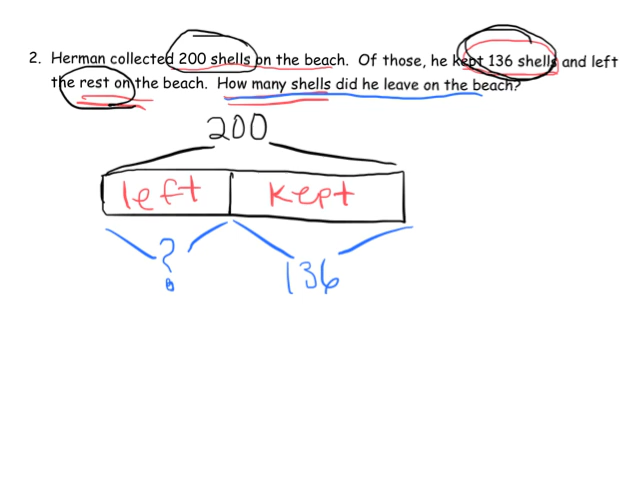 2. Herman collected 200 shells on the beach. Of those, he kept 136 shells and left
the rest on the beach. How many shells did he leave on the beach?
200
left kept
? 136